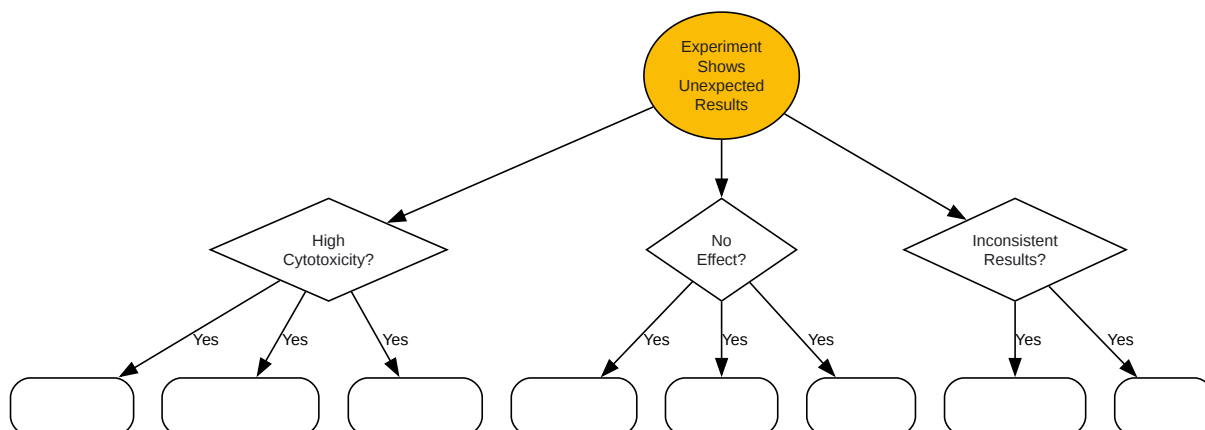 Experiment
Shows
Unexpected
Results
High
Cytotoxicity?
No
Effect?
Inconsistent
Results?
Yes
Yes
Yes
Yes
Yes
Yes
Yes
Yes